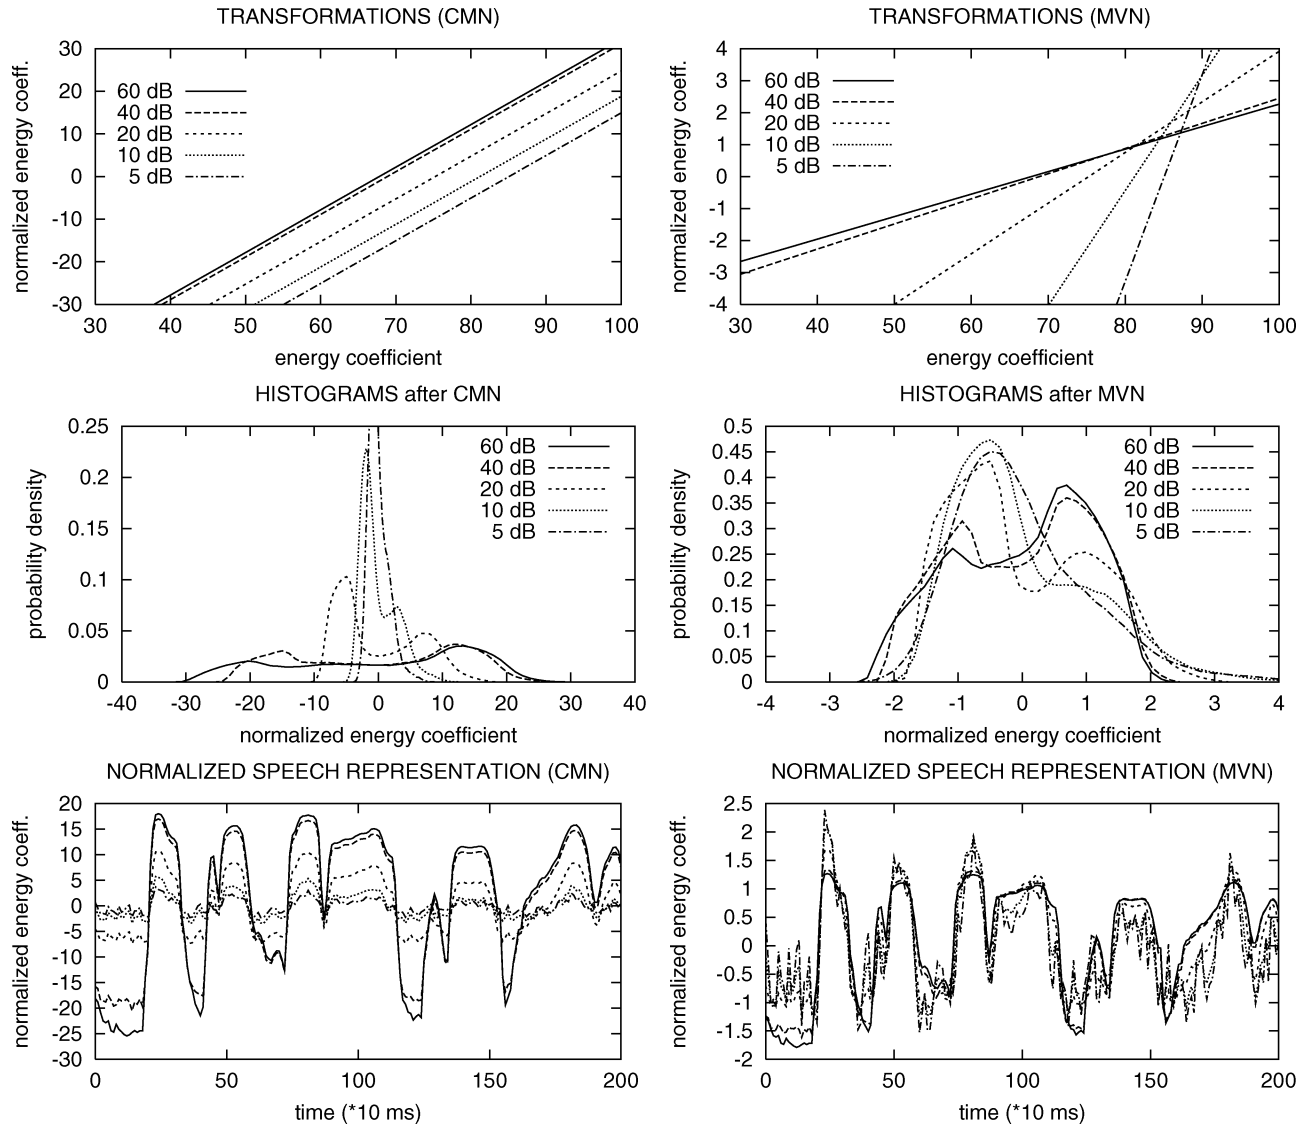 TRANSFORMATIONS (CMN)
normalized energy coeff.
30
20
10
0
-10
-20
-30
60 dB
40 dB
20 dB
10 dB
5 dB
30 40 50 60 70 80 90 100
energy coefficient
TRANSFORMATIONS (MVN)
normalized energy coeff.
4
3
2
1
0
-1
-2
-3
-4
60 dB
40 dB
20 dB
10 dB
5 dB
30 40 50 60 70 80 90 100
energy coefficient
HISTOGRAMS after CMN
probability density
0.25
0.2
0.15
0.1
0.05
0
60 dB
40 dB
20 dB
10 dB
5 dB
-40 -30 -20 -10 0 10 20 30 40
normalized energy coefficient
HISTOGRAMS after MVN
probability density
0.5
0.45
0.4
0.35
0.3
0.25
0.2
0.15
0.1
0.05
0
60 dB
40 dB
20 dB
10 dB
5 dB
-4 -3 -2 -1 0 1 2 3 4
normalized energy coefficient
NORMALIZED SPEECH REPRESENTATION (CMN)
normalized energy coeff.
20
15
10
5
0
-5
-10
-15
-20
-25
-30
0 50 100 150 200
time (*10 ms)
NORMALIZED SPEECH REPRESENTATION (MVN)
normalized energy coeff.
2.5
2
1.5
1
0.5
0
-0.5
-1
-1.5
-2
0 50 100 150 200
time (*10 ms)